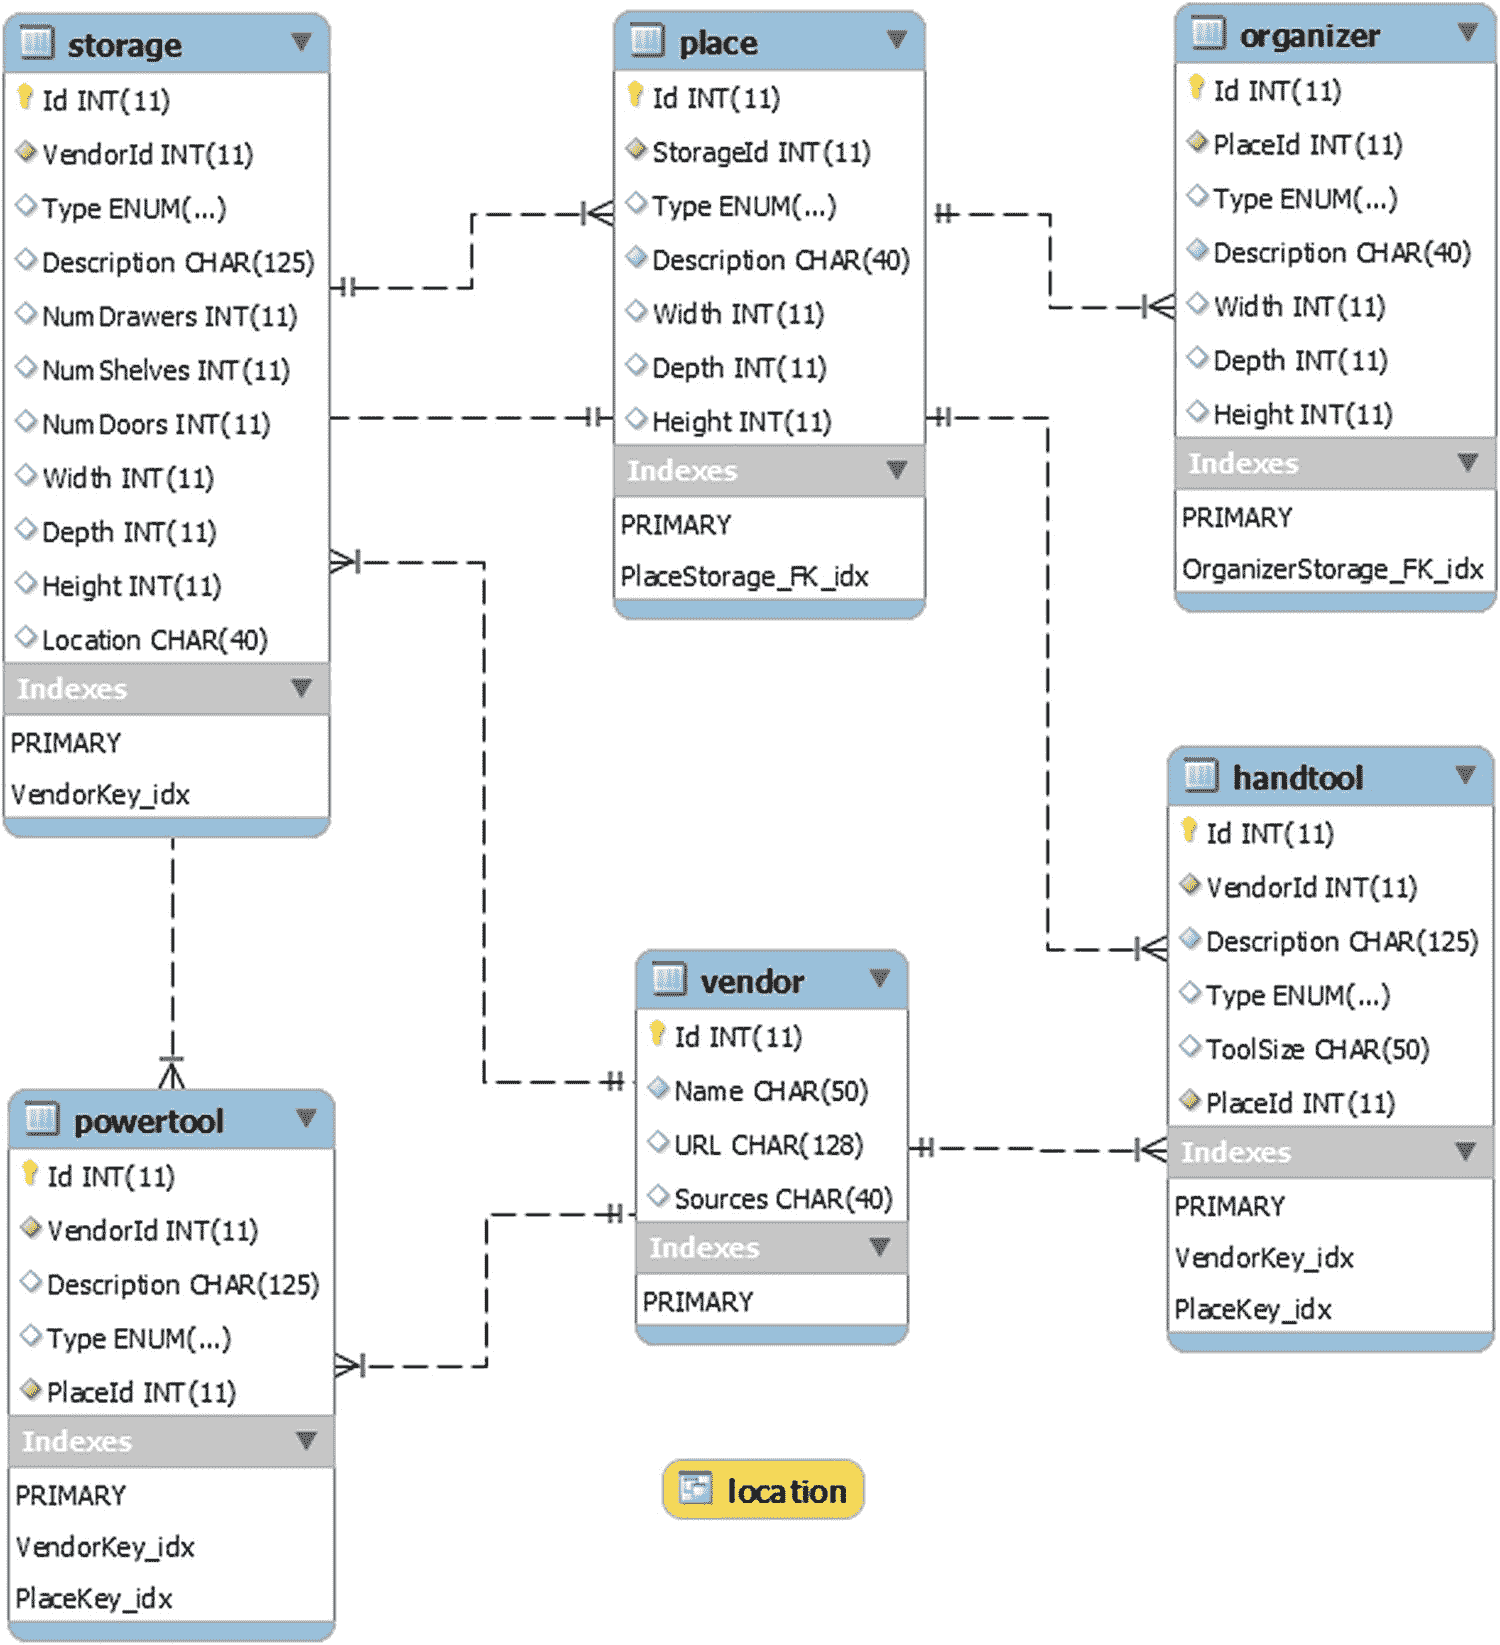 storage
Id INT(11)
VendorId INT(11)
Type ENUM(...)
Description CHAR(125)
NumDrawers INT(11)
NumShelves INT(11)
NumDoors INT(11)
Width INT(11)
Depth INT(11)
Height INT(11)
Location CHAR(40)
Indexes
PRIMARY
VendorKey_idx
place
Id INT(11)
StorageId INT(11)
Type ENUM(...)
Description CHAR(40)
Width INT(11)
Depth INT(11)
Height INT(11)
Indexes
PRIMARY
PlaceStorage_FK_idx
organizer
Id INT(11)
PlaceId INT(11)
Type ENUM(...)
Description CHAR(40)
Width INT(11)
Depth INT(11)
Height INT(11)
Indexes
PRIMARY
OrganizerStorage_FK_idx
handtool
Id INT(11)
VendorId INT(11)
Description CHAR(125)
Type ENUM(...)
ToolSize CHAR(50)
PlaceId INT(11)
Indexes
PRIMARY
VendorKey_idx
PlaceKey_idx
vendor
Id INT(11)
Name CHAR(50)
URL CHAR(128)
Sources CHAR(40)
Indexes
PRIMARY
powertool
Id INT(11)
VendorId INT(11)
Description CHAR(125)
Type ENUM(...)
PlaceId INT(11)
Indexes
PRIMARY
VendorKey_idx
PlaceKey_idx
location